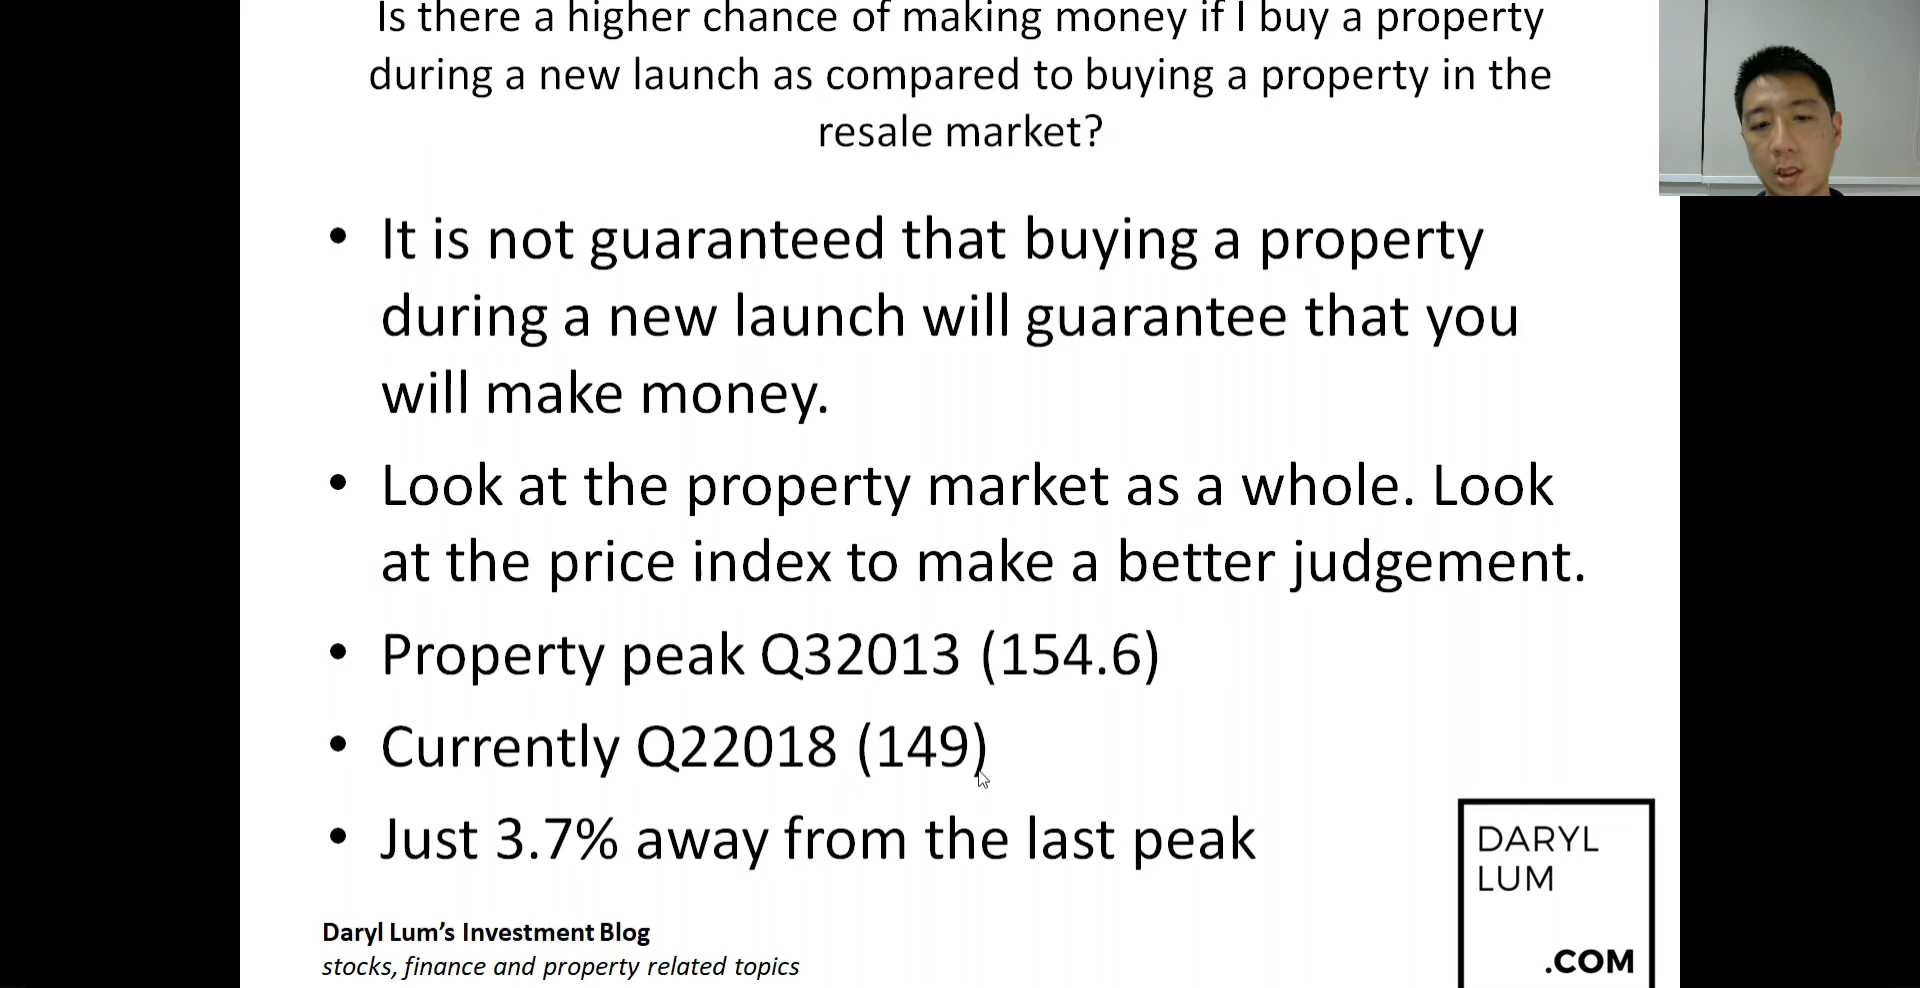 Is there a higher chance of making money if I buy a property
during a new launch as compared to buying a property in the
resale market?
• It is not guaranteed that buying a property
during a new launch will guarantee that you
will make money.
• Look at the property market as a whole. Look
at the price index to make a better judgement.
• Property peak Q32013 (154.6)
• Currently Q22018 (149)
• Just 3.7% away from the last peak
Daryl Lum’s Investment Blog
stocks, finance and property related topics
DARYL
LUM
.COM